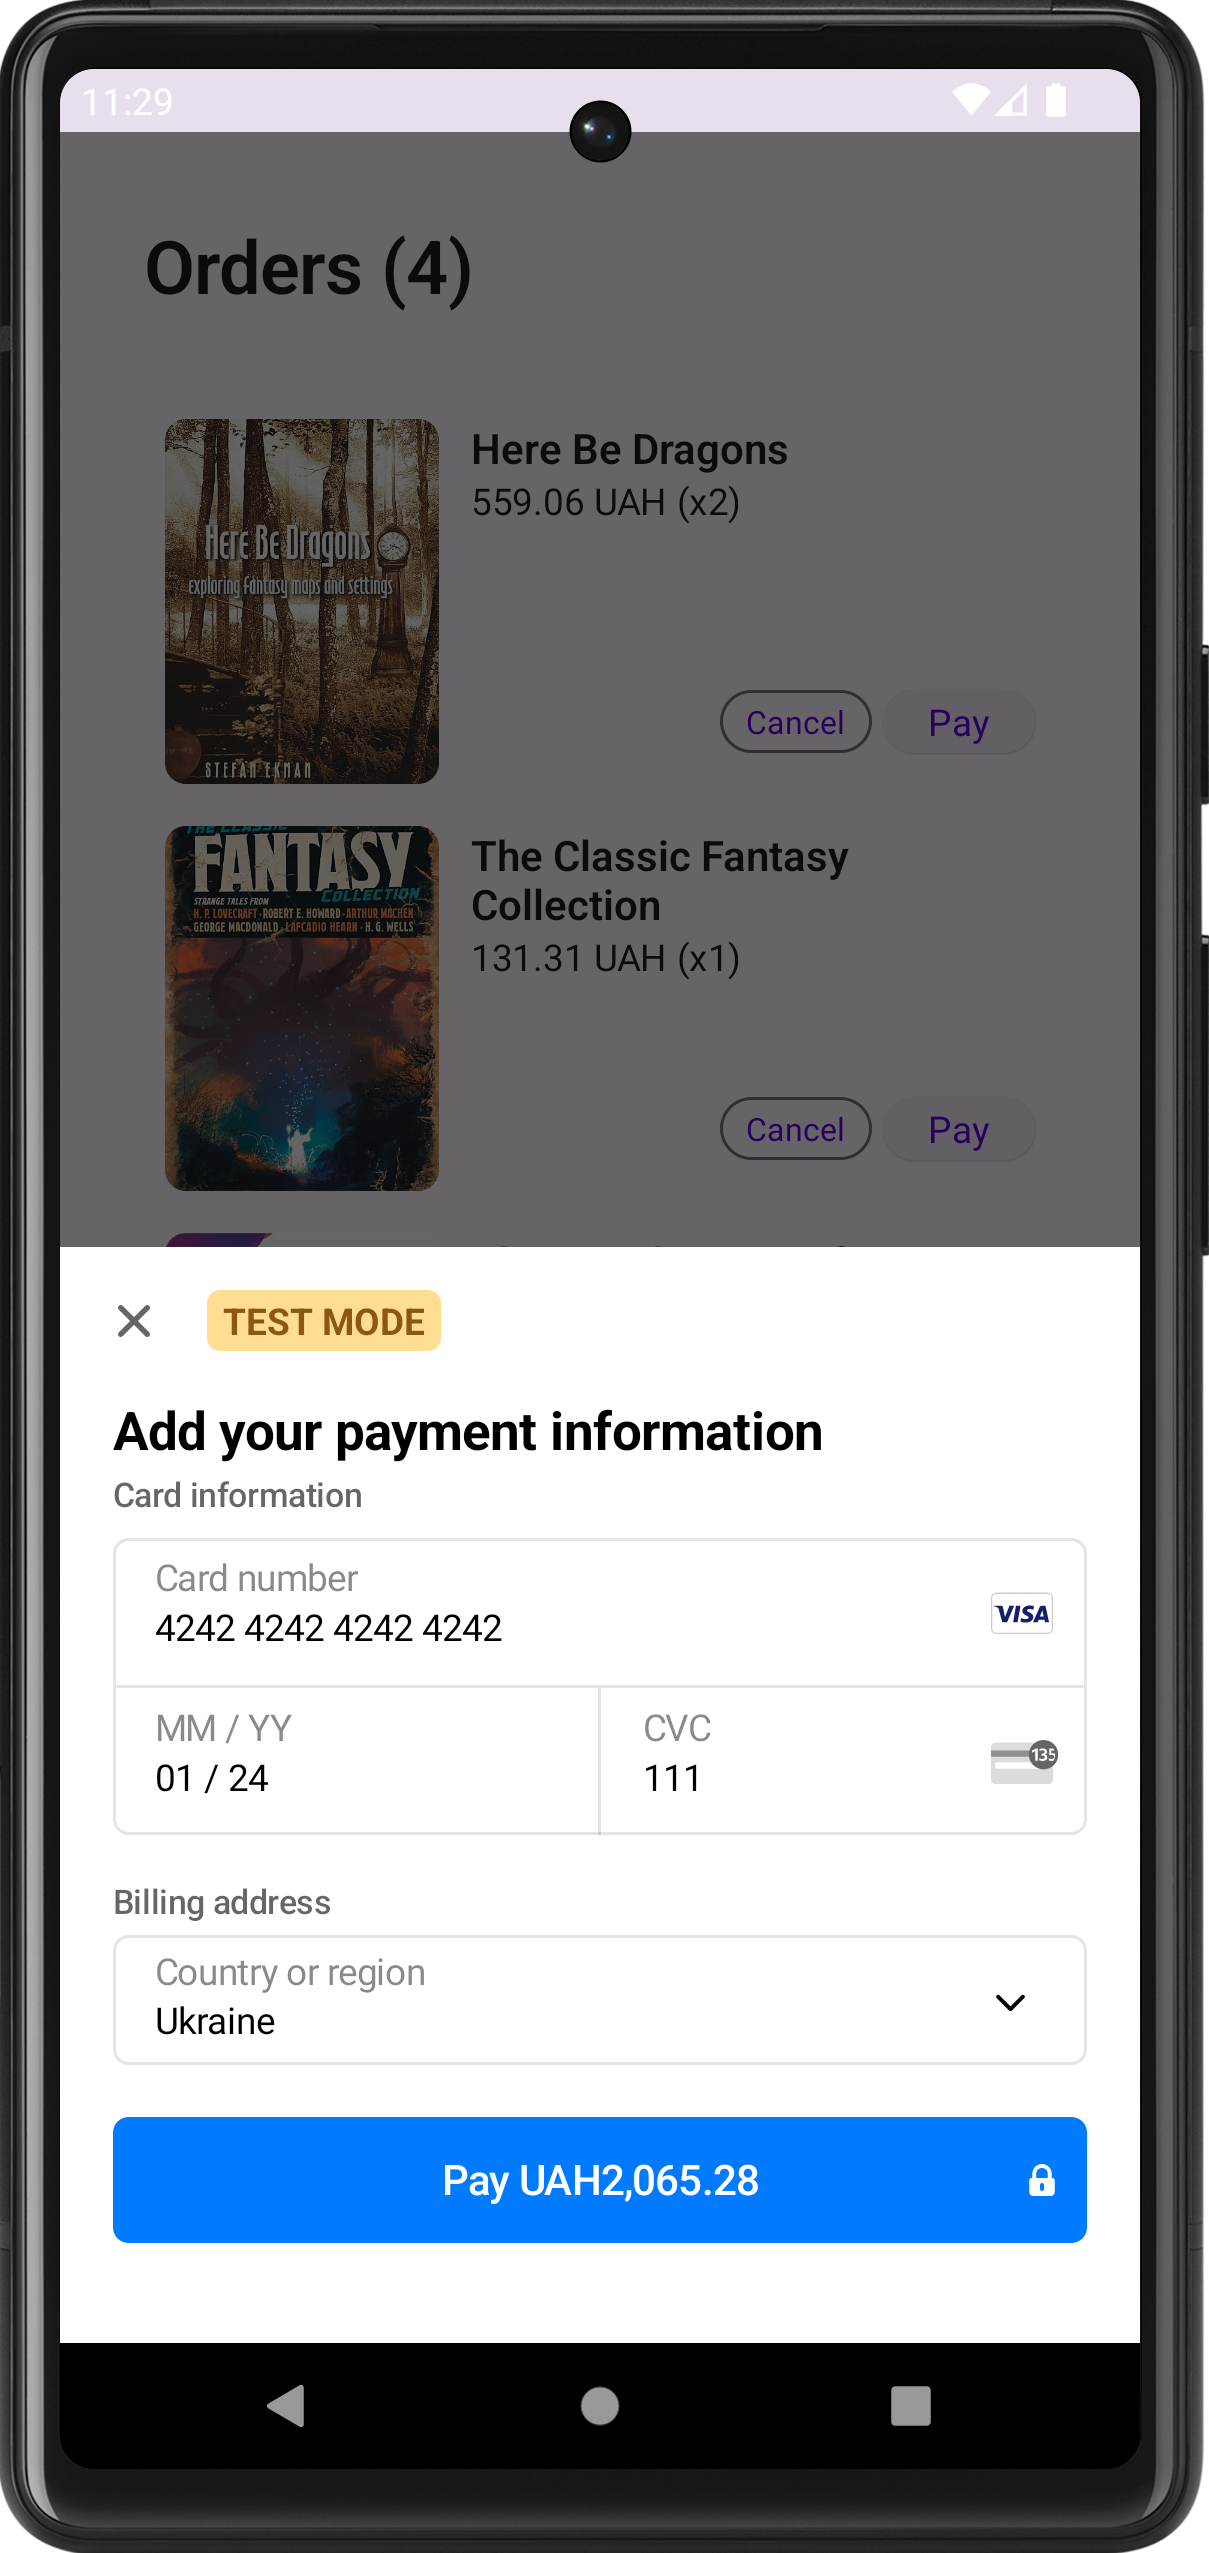 11:29
Orders (4)
Here Be Dragons
exploring fantasy maps and settings
STEFAN EKMAN
Here Be Dragons
559.06 UAH (x2)
Cancel
Pay
THE CLASSIC
FANTASY
COLLECTION
STRANGE TALES FROM
H. P. LOVECRAFT · ROBERT E. HOWARD · ARTHUR MACHEN
GEORGE MACDONALD · LAFCADIO HEARN · H. G. WELLS
The Classic Fantasy
Collection
131.31 UAH (x1)
Cancel
Pay
TEST MODE
Add your payment information
Card information
Card number
4242 4242 4242 4242
VISA
MM / YY
01 / 24
CVC
111
135
Billing address
Country or region
Ukraine
Pay UAH2,065.28